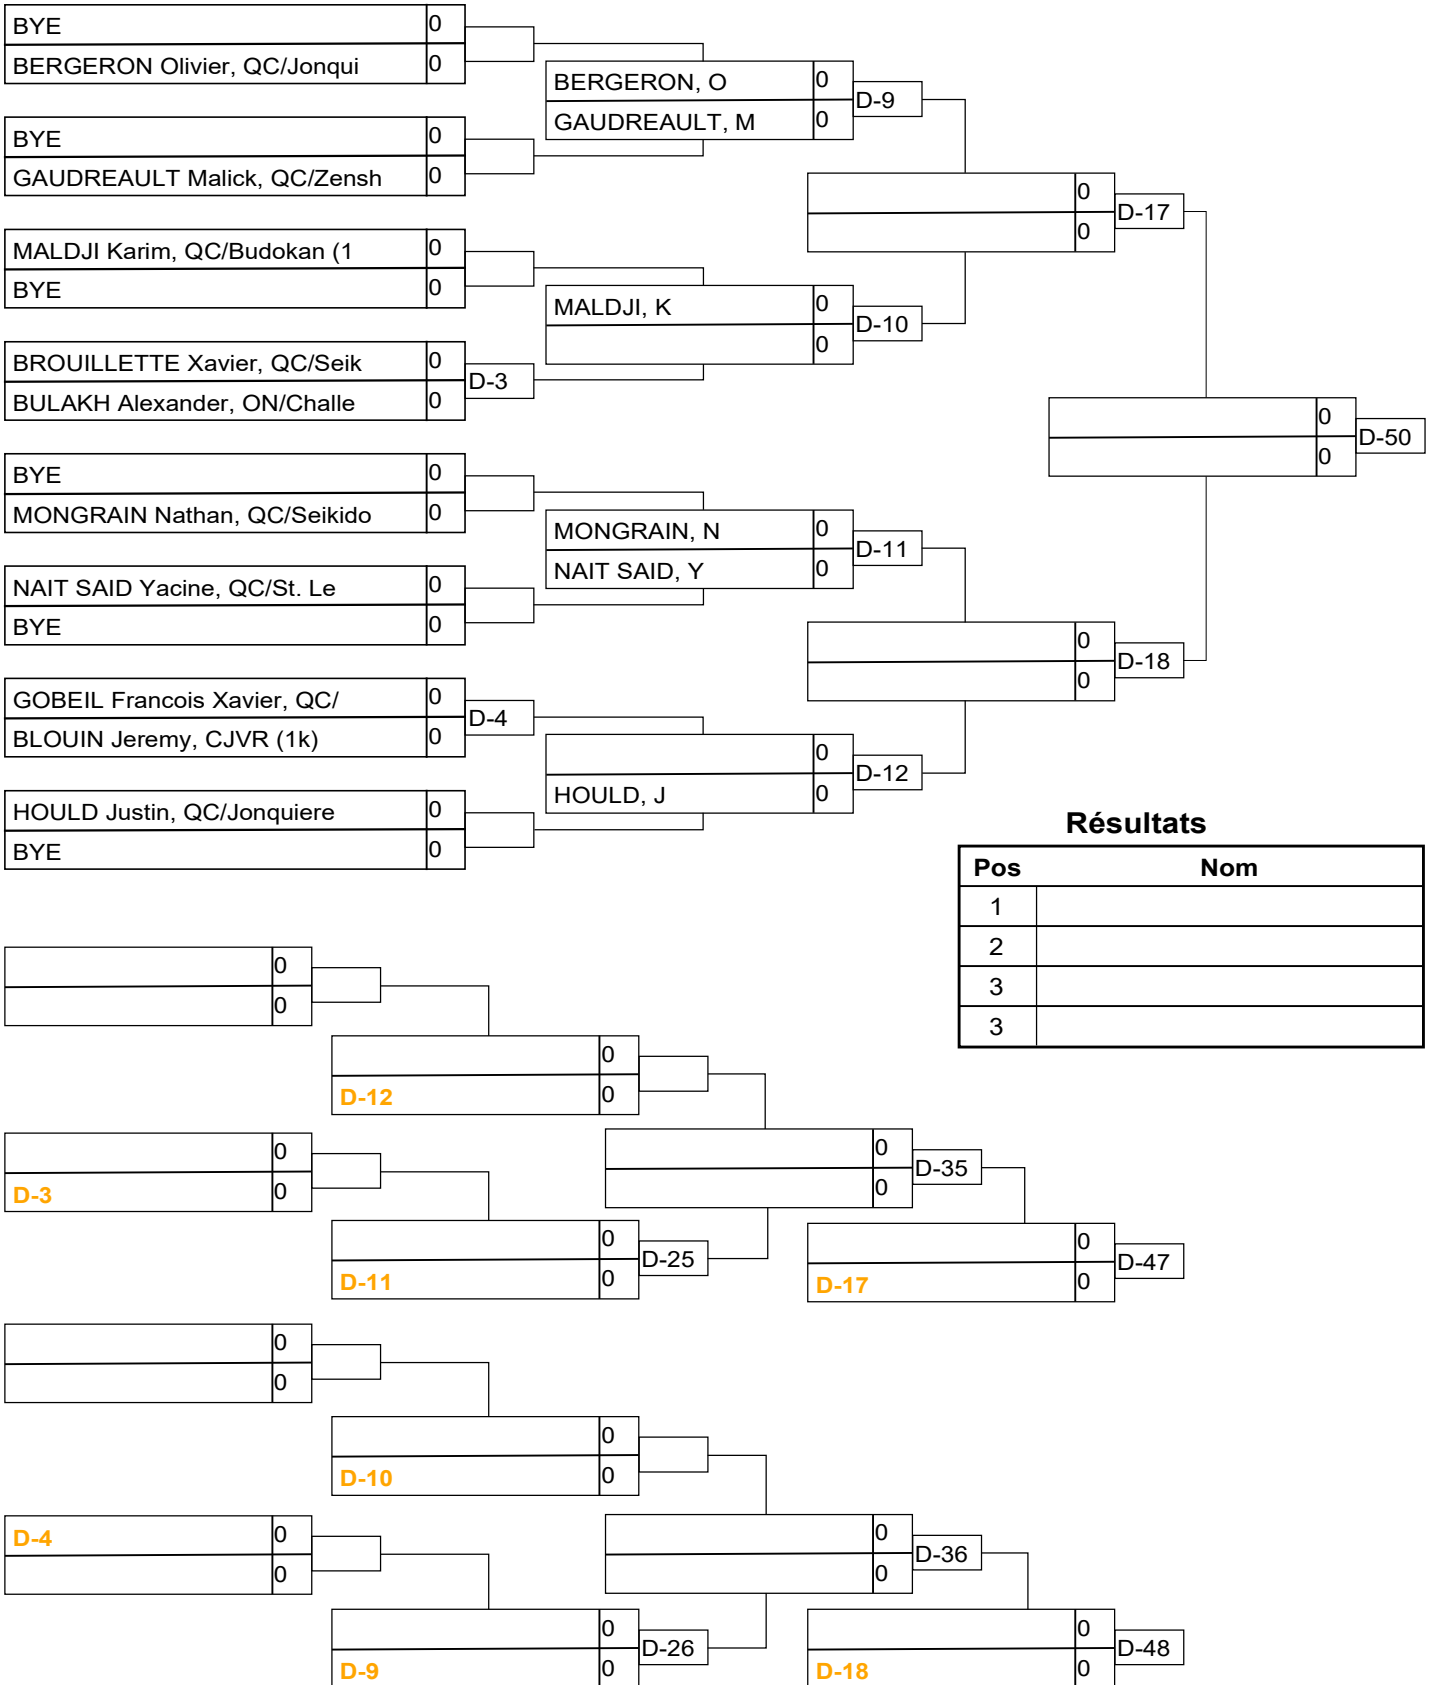 BYE 0
BERGERON Olivier, QC/Jonqui 0
BERGERON, O 0
GAUDREAULT, M 0
D-9
BYE 0
GAUDREAULT Malick, QC/Zensh 0
0
0
D-17
MALDJI Karim, QC/Budokan (1 0
BYE 0
MALDJI, K 0
0
D-10
BROUILLETTE Xavier, QC/Seik 0
BULAKH Alexander, ON/Challe 0
D-3
0
0
D-50
BYE 0
MONGRAIN Nathan, QC/Seikido 0
MONGRAIN, N 0
NAIT SAID, Y 0
D-11
NAIT SAID Yacine, QC/St. Le 0
BYE 0
0
0
D-18
GOBEIL Francois Xavier, QC/ 0
BLOUIN Jeremy, CJVR (1k) 0
D-4
0
HOULD, J 0
D-12
HOULD Justin, QC/Jonquiere 0
BYE 0
Résultats
Pos Nom
1
2
3
3
0
0
0
D-12 0
0
D-3 0
0
0
D-35
0
D-11 0
D-25
0
D-17 0
D-47
0
0
0
D-10 0
D-4 0
0
0
0
D-36
0
D-9 0
D-26
0
D-18 0
D-48